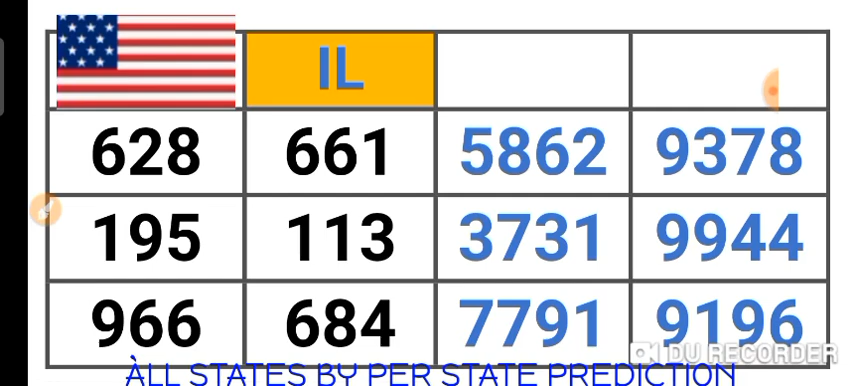 IL
628 661 5862 9378
195 113 3731 9944
966 684 7791 9196
DU RECORDER
ÀLL STATES BY PER STATE PREDICTION